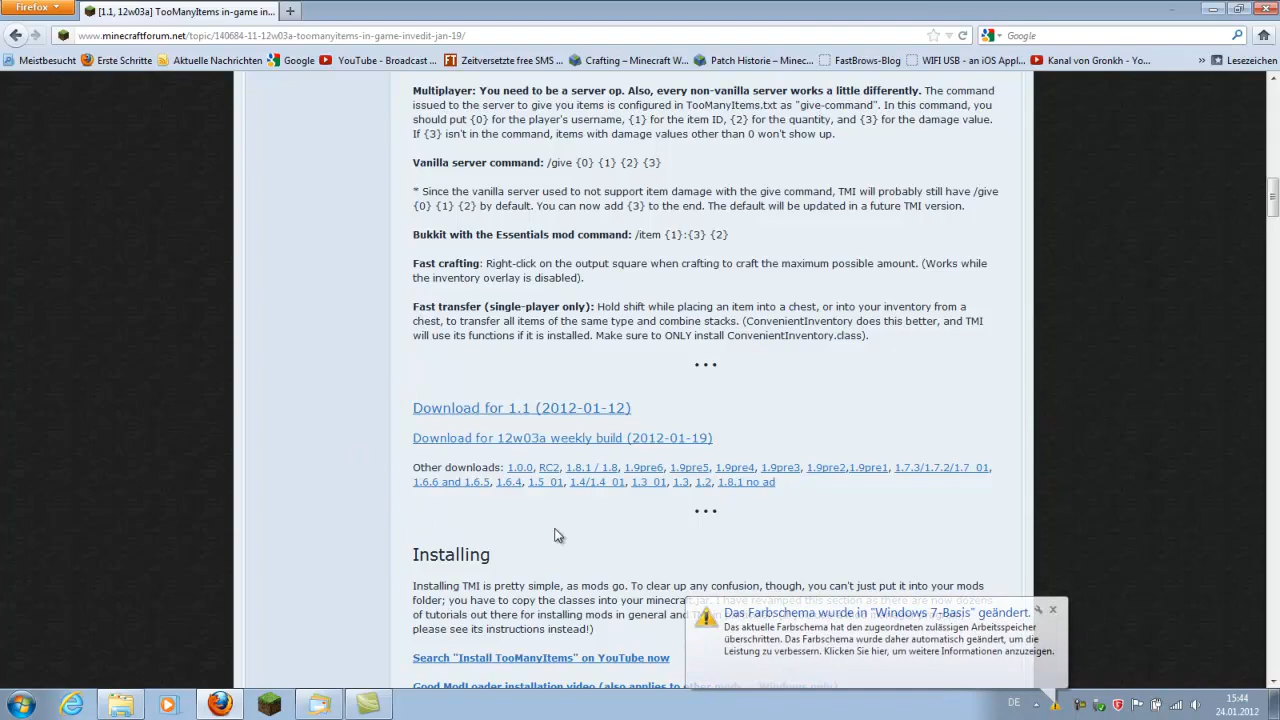 Firefox
[1.1, 12w03a] TooManyItems in-game in...
www.minecraftforum.net/topic/140684-11-12w03a-toomanyitems-in-game-invedit-jan-19/
Google
Meistbesucht Erste Schritte Aktuelle Nachrichten Google YouTube - Broadcast ... Zeitversetzte free SMS ... Crafting – Minecraft W... Patch Historie – Minec... FastBrows-Blog WIFI USB - an iOS Appl... Kanal von Gronkh - Yo... » Lesezeichen
Multiplayer: You need to be a server op. Also, every non-vanilla server works a little differently. The command
issued to the server to give you items is configured in TooManyItems.txt as "give-command". In this command, you
should put {0} for the player's username, {1} for the item ID, {2} for the quantity, and {3} for the damage value.
If {3} isn't in the command, items with damage values other than 0 won't show up.
Vanilla server command: /give {0} {1} {2} {3}
* Since the vanilla server used to not support item damage with the give command, TMI will probably still have /give
{0} {1} {2} by default. You can now add {3} to the end. The default will be updated in a future TMI version.
Bukkit with the Essentials mod command: /item {1}:{3} {2}
Fast crafting: Right-click on the output square when crafting to craft the maximum possible amount. (Works while
the inventory overlay is disabled).
Fast transfer (single-player only): Hold shift while placing an item into a chest, or into your inventory from a
chest, to transfer all items of the same type and combine stacks. (ConvenientInventory does this better, and TMI
will use its functions if it is installed. Make sure to ONLY install ConvenientInventory.class).
• • •
Download for 1.1 (2012-01-12)
Download for 12w03a weekly build (2012-01-19)
Other downloads: 1.0.0, RC2, 1.8.1 / 1.8, 1.9pre6, 1.9pre5, 1.9pre4, 1.9pre3, 1.9pre2,1.9pre1, 1.7.3/1.7.2/1.7_01,
1.6.6 and 1.6.5, 1.6.4, 1.5_01, 1.4/1.4_01, 1.3_01, 1.3, 1.2, 1.8.1 no ad
• • •
Installing
Installing TMI is pretty simple, as mods go. To clear up any confusion, though, you can't just put it into your mods
folder; you have to copy the classes into your minecraft.jar. I have revamped this section as there are now dozens
of tutorials out there for installing mods in general and
please see its instructions instead!)
Search "Install TooManyItems" on YouTube now
Good ModLoader installation video (also applies to other mods — Windows only)
Das Farbschema wurde in "Windows 7-Basis" geändert.
Das aktuelle Farbschema hat den zugeordneten zulässigen Arbeitsspeicher
überschritten. Das Farbschema wurde daher automatisch geändert, um die
Leistung zu verbessern. Klicken Sie hier, um weitere Informationen anzuzeigen.
DE
15:44
24.01.2012